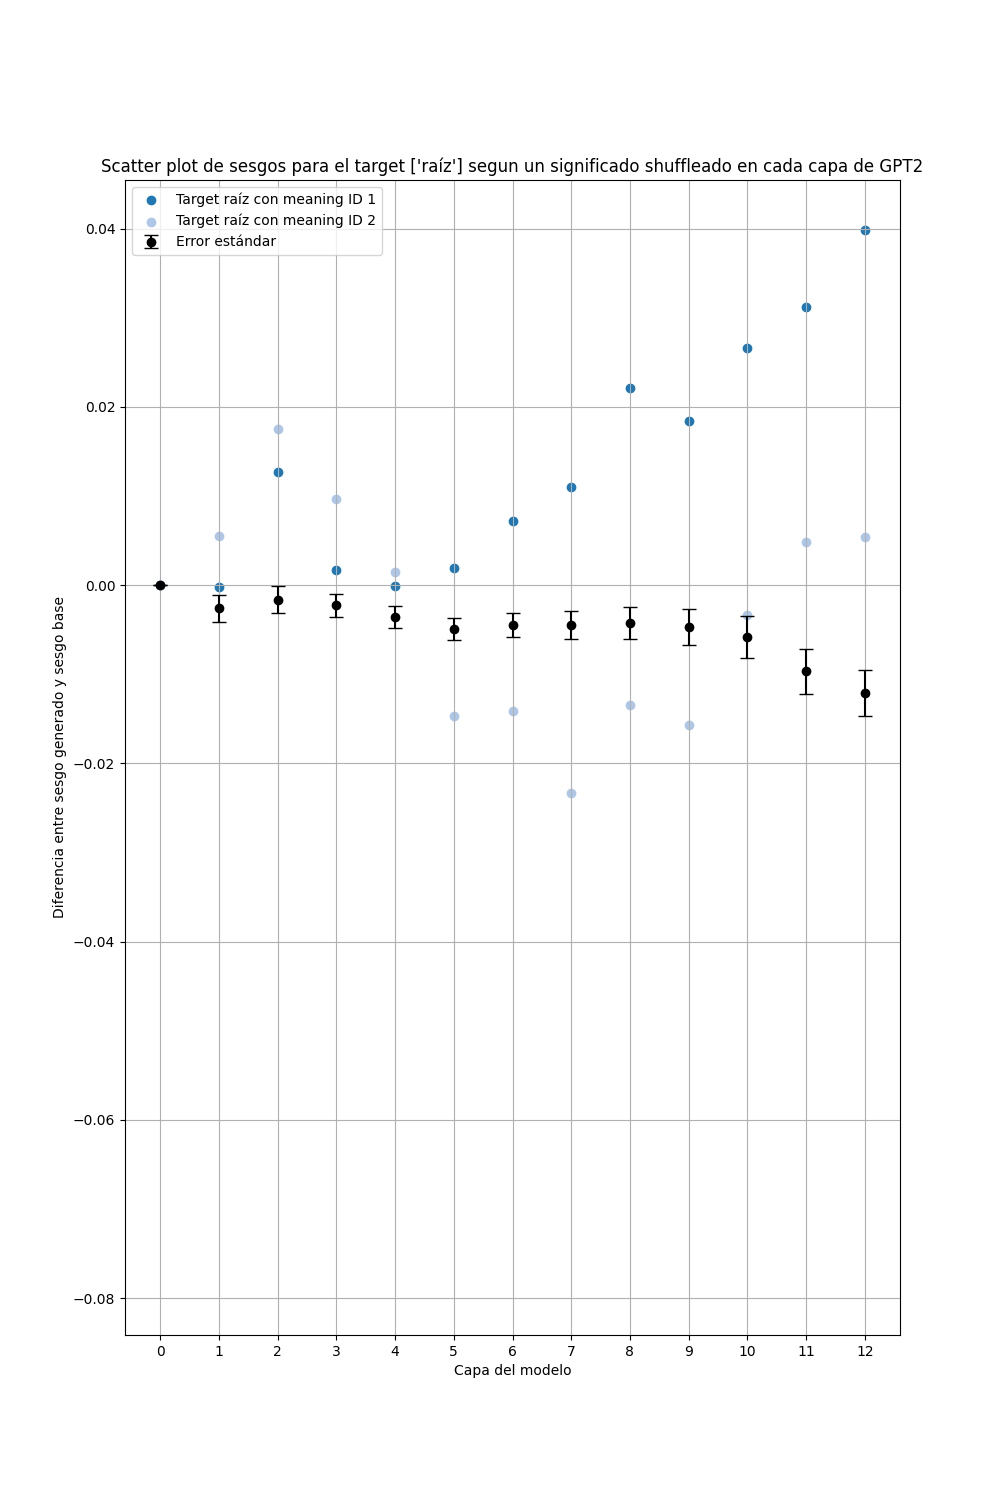 Scatter plot de sesgos para el target ['raíz'] segun un significado shuffleado en cada capa de GPT2
Target raíz con meaning ID 1
Target raíz con meaning ID 2
Error estándar
Diferencia entre sesgo generado y sesgo base
0.04
0.02
0.00
−0.02
−0.04
−0.06
−0.08
0 1 2 3 4 5 6 7 8 9 10 11 12
Capa del modelo